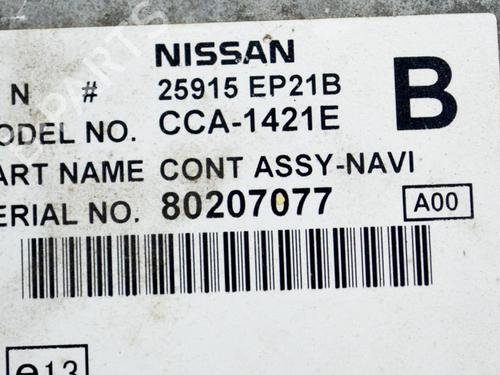 NISSAN
N # 25915 EP21B
B
ODEL NO. CCA-1421E
ART NAME CONT ASSY-NAVI
ERIAL NO. 80207077 A00
e13